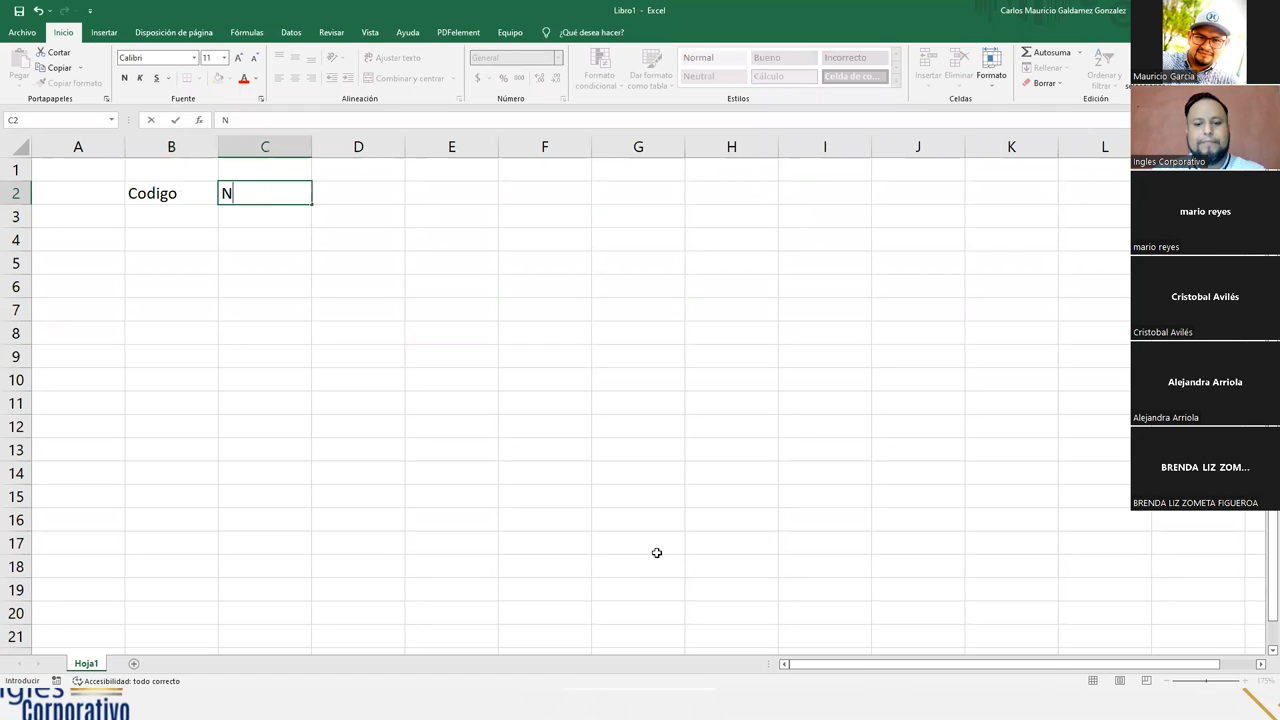 Libro1 - Excel
Carlos Mauricio Galdamez Gonzalez
Archivo Inicio Insertar Disposición de página Fórmulas Datos Revisar Vista Ayuda PDFelement Equipo ¿Qué desea hacer?
Pegar
Cortar
Copiar
Copiar formato
Portapapeles
Calibri 11
N K S
Fuente
Ajustar texto
Combinar y centrar
Alineación
General
Número
Formato condicional
Dar formato como tabla
Normal Buena Incorrecto
Neutral Cálculo Celda de co...
Estilos
Insertar Eliminar Formato
Celdas
Autosuma
Rellenar
Borrar
Ordenar y
Edición
C2
fx
N
A B C D E F G H I J K L
1
2 Codigo N
3
4
5
6
7
8
9
10
11
12
13
14
15
16
17
18
19
20
21
Mauricio García
Ingles Corporativo
mario reyes
mario reyes
Cristobal Avilés
Cristobal Avilés
Alejandra Arriola
Alejandra Arriola
BRENDA LIZ ZOM...
BRENDA LIZ ZOMETA FIGUEROA
Hoja1
Introducir
Accesibilidad: todo correcto
175%
Ingles
Corporativo